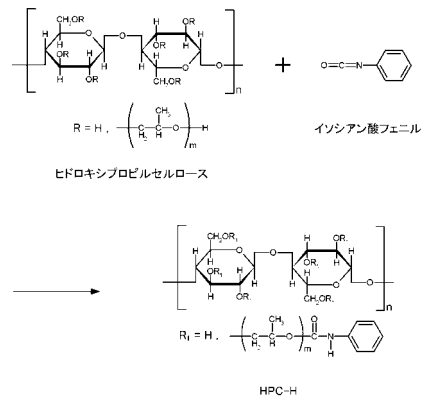 CH₂OR H OR
H O O H
H OR H
OR H H O
H OR CH₂OR O n
R = H , CH₃
C C O H
H₂ H m
+
O=C=N
ヒドロキシプロピルセルロース
イソシアン酸フェニル
CH₂OR₁ H OR₁
H O O H
H OR₁ H
OR₁ H H O
H OR₁ CH₂OR₁ O n
R₁ = H , CH₃ O
C C O C N
H₂ H m H
HPC-H